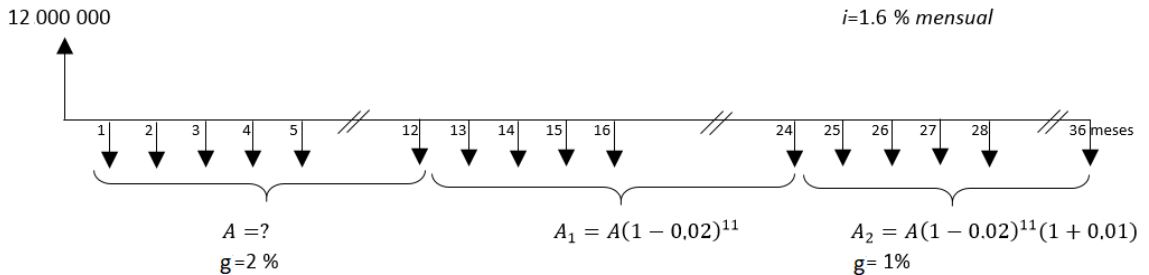 12 000 000
i=1.6 % mensual
1 2 3 4 5 12 13 14 15 16 24 25 26 27 28 36 meses
A =? A₁ = A(1 − 0,02)¹¹ A₂ = A(1 − 0.02)¹¹(1 + 0,01)
g=2 % g= 1%